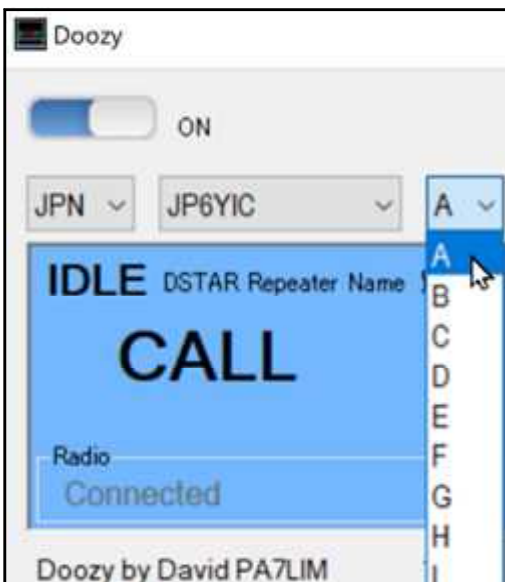 Doozy
ON
JPN JP6YIC A
A
IDLE DSTAR Repeater Name
B
CALL
C
D
E
Radio
F
Connected
G
H
Doozy by David PA7LIM